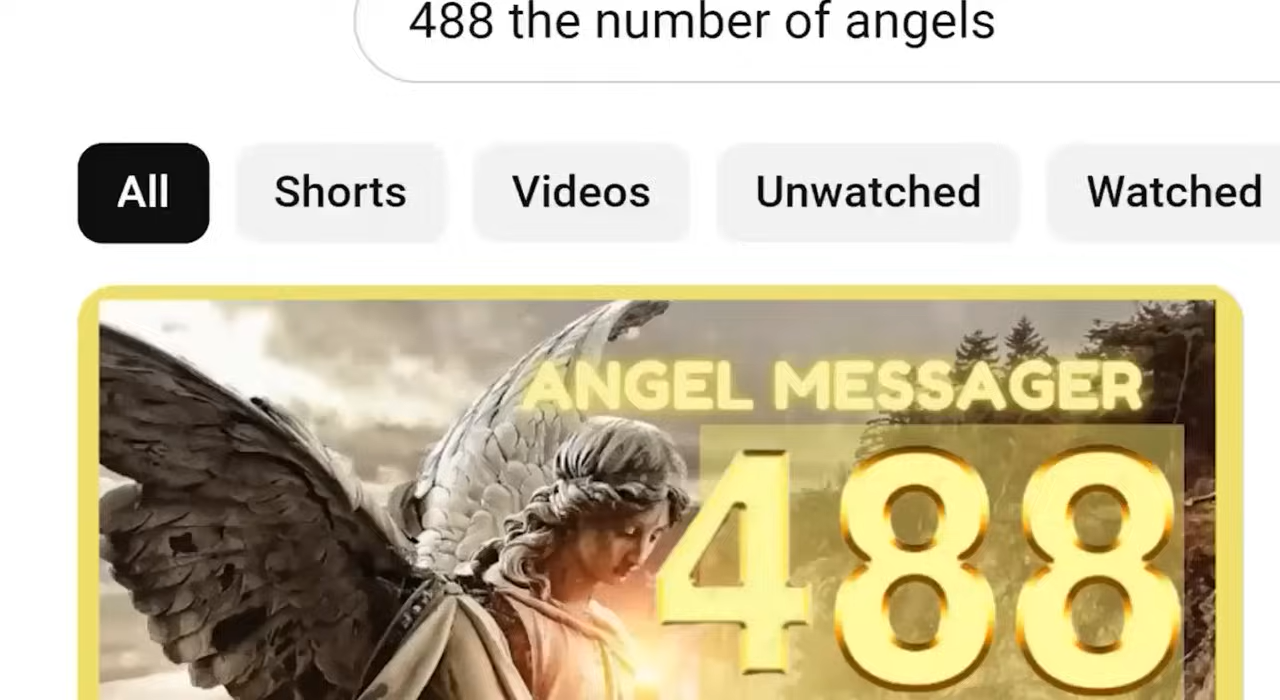 488 the number of angels
All Shorts Videos Unwatched Watched
ANGEL MESSAGER
488